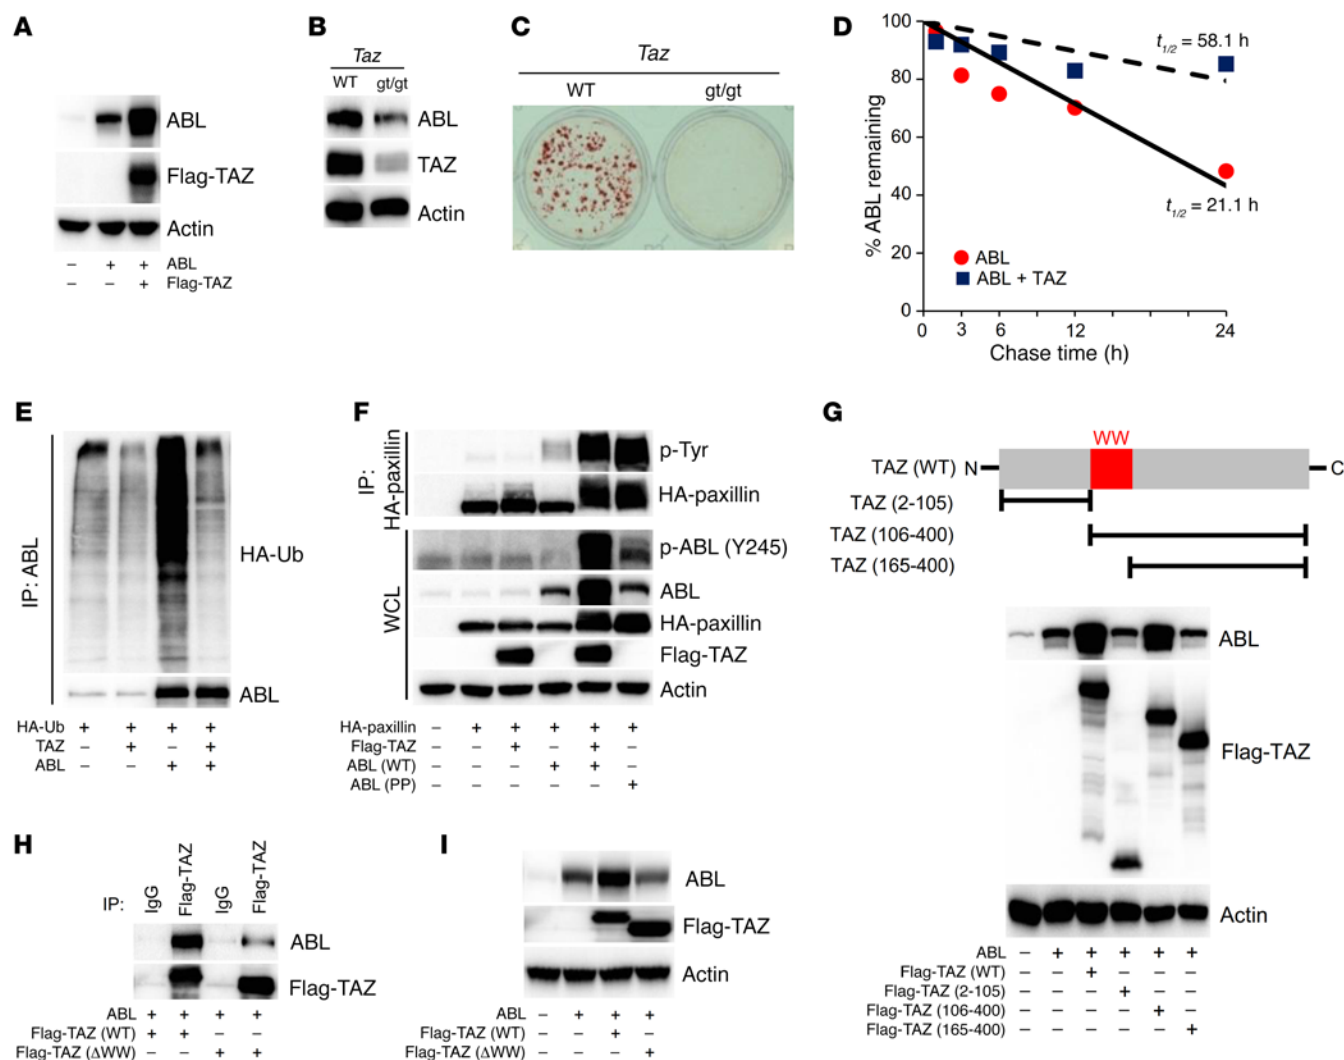 A
ABL
Flag-TAZ
Actin
– + + ABL
– – + Flag-TAZ
B
Taz
WT gt/gt
ABL
TAZ
Actin
C
Taz
WT gt/gt
D
% ABL remaining
100
80
60
40
20
0
0 3 6 12 24
Chase time (h)
t1/2 = 58.1 h
t1/2 = 21.1 h
ABL
ABL + TAZ
E
IP: ABL
HA-Ub
ABL
HA-Ub + + + +
TAZ – + – +
ABL – – + +
F
IP: HA-paxillin
p-Tyr
HA-paxillin
WCL
p-ABL (Y245)
ABL
HA-paxillin
Flag-TAZ
Actin
HA-paxillin – + + + + +
Flag-TAZ – – + – + –
ABL (WT) – – – + + –
ABL (PP) – – – – – +
G
WW
TAZ (WT) N C
TAZ (2-105)
TAZ (106-400)
TAZ (165-400)
ABL
Flag-TAZ
Actin
ABL – + + + + +
Flag-TAZ (WT) – – + – – –
Flag-TAZ (2-105) – – – + – –
Flag-TAZ (106-400) – – – – + –
Flag-TAZ (165-400) – – – – – +
H
IP: IgG Flag-TAZ IgG Flag-TAZ
ABL
Flag-TAZ
ABL + + + +
Flag-TAZ (WT) + + – –
Flag-TAZ (ΔWW) – – + +
I
ABL
Flag-TAZ
Actin
ABL – + + +
Flag-TAZ (WT) – – + –
Flag-TAZ (ΔWW) – – – +